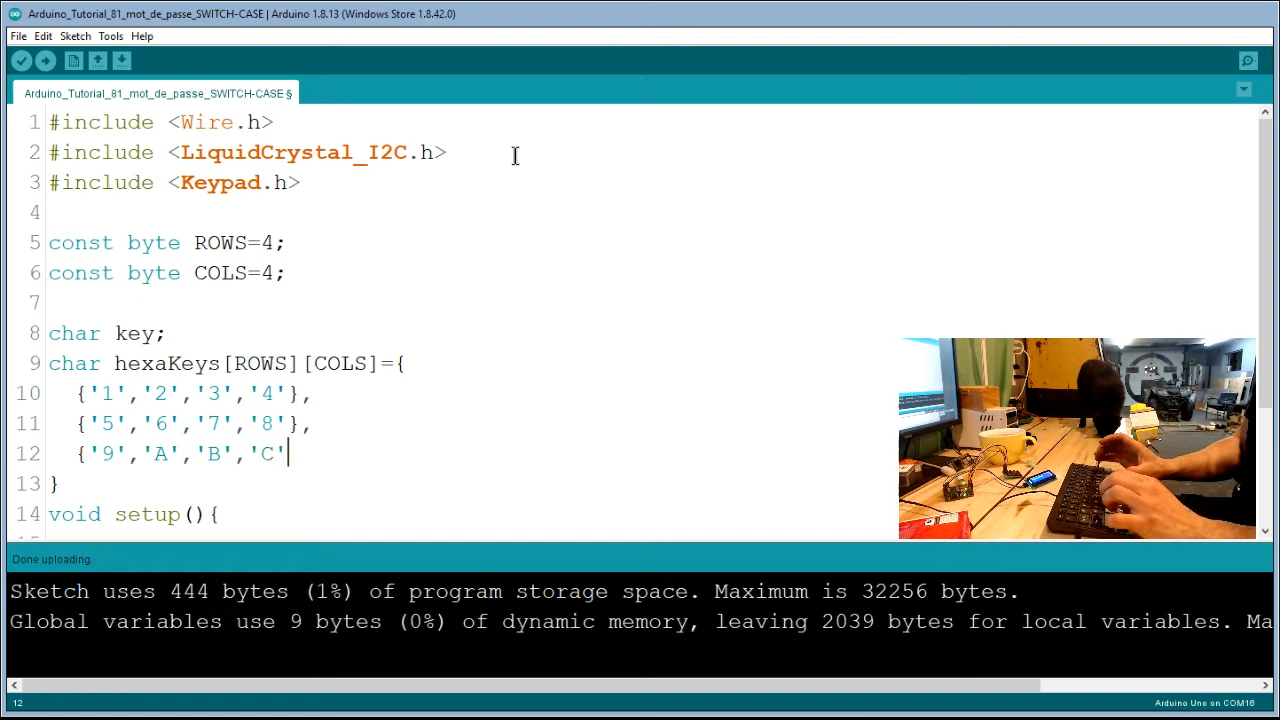 Arduino_Tutorial_81_mot_de_passe_SWITCH-CASE | Arduino 1.8.13 (Windows Store 1.8.42.0)
File Edit Sketch Tools Help
Arduino_Tutorial_81_mot_de_passe_SWITCH-CASE §
1 #include <Wire.h>
2 #include <LiquidCrystal_I2C.h>
3 #include <Keypad.h>
4
5 const byte ROWS=4;
6 const byte COLS=4;
7
8 char key;
9 char hexaKeys[ROWS][COLS]={
10 {'1','2','3','4'},
11 {'5','6','7','8'},
12 {'9','A','B','C'
13 }
14 void setup(){
Done uploading.
Sketch uses 444 bytes (1%) of program storage space. Maximum is 32256 bytes.
Global variables use 9 bytes (0%) of dynamic memory, leaving 2039 bytes for local variables. Ma
12
Arduino Uno on COM16